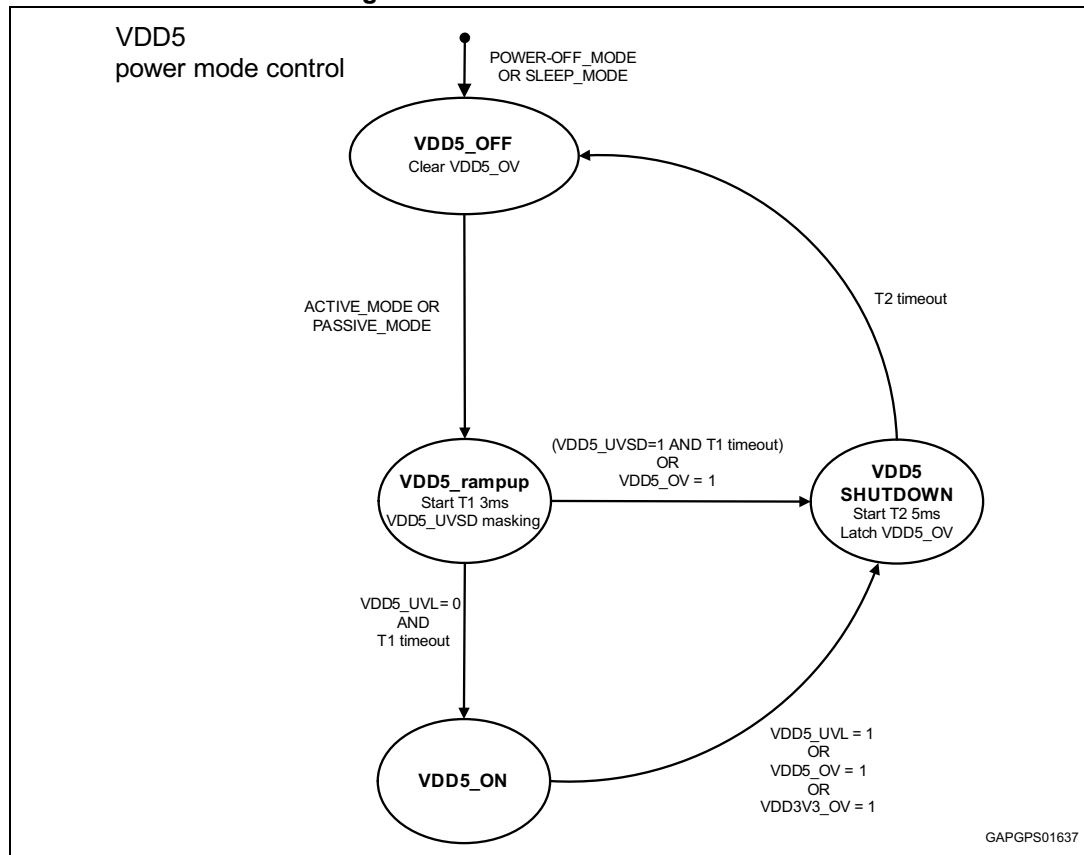 VDD5
power mode control
POWER-OFF_MODE
OR SLEEP_MODE
VDD5_OFF
Clear VDD5_OV
T2 timeout
ACTIVE_MODE OR
PASSIVE_MODE
(VDD5_UVSD=1 AND T1 timeout)
OR
VDD5_OV = 1
VDD5_rampup
Start T1 3ms
VDD5_UVSD masking
VDD5
SHUTDOWN
Start T2 5ms
Latch VDD5_OV
VDD5_UVL= 0
AND
T1 timeout
VDD5_UVL = 1
OR
VDD5_OV = 1
OR
VDD3V3_OV = 1
VDD5_ON
GAPGPS01637